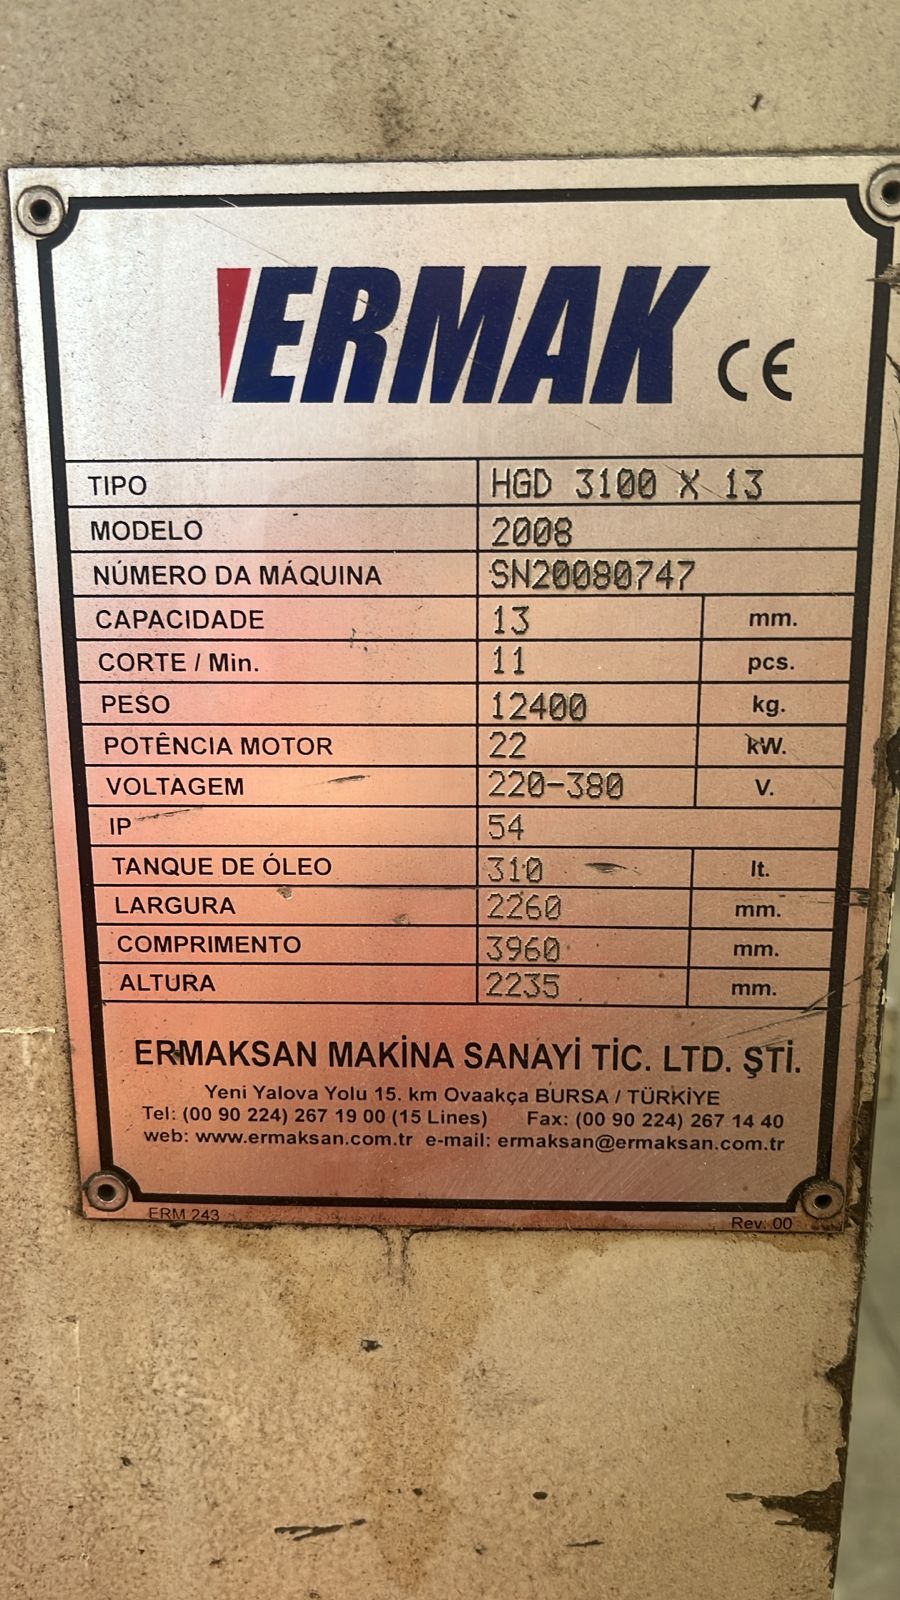 ERMAK CE
TIPO HGD 3100 X 13
MODELO 2008
NÚMERO DA MÁQUINA SN20080747
CAPACIDADE 13 mm.
CORTE / Min. 11 pcs.
PESO 12400 kg.
POTÊNCIA MOTOR 22 kW.
VOLTAGEM 220-380 V.
IP 54
TANQUE DE ÓLEO 310 lt.
LARGURA 2260 mm.
COMPRIMENTO 3960 mm.
ALTURA 2235 mm.
ERMAKSAN MAKİNA SANAYİ TİC. LTD. ŞTİ.
Yeni Yalova Yolu 15. km Ovaakça BURSA / TÜRKİYE
Tel: (00 90 224) 267 19 00 (15 Lines) Fax: (00 90 224) 267 14 40
web: www.ermaksan.com.tr e-mail: ermaksan@ermaksan.com.tr
ERM 243 Rev. 00